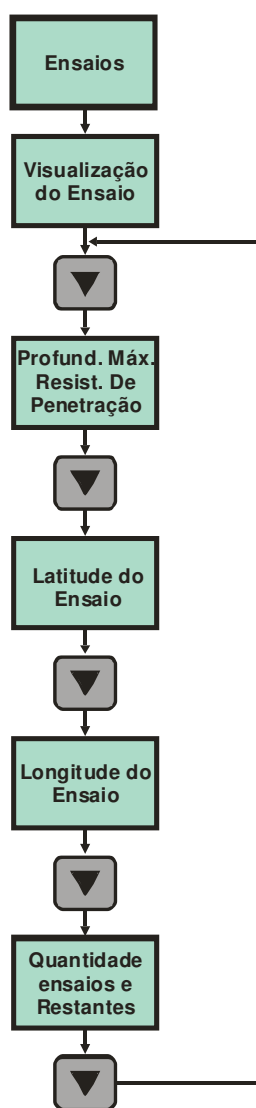 Ensaios
Visualização
do Ensaio
Profund. Máx.
Resist. De
Penetração
Latitude do
Ensaio
Longitude do
Ensaio
Quantidade
ensaios e
Restantes